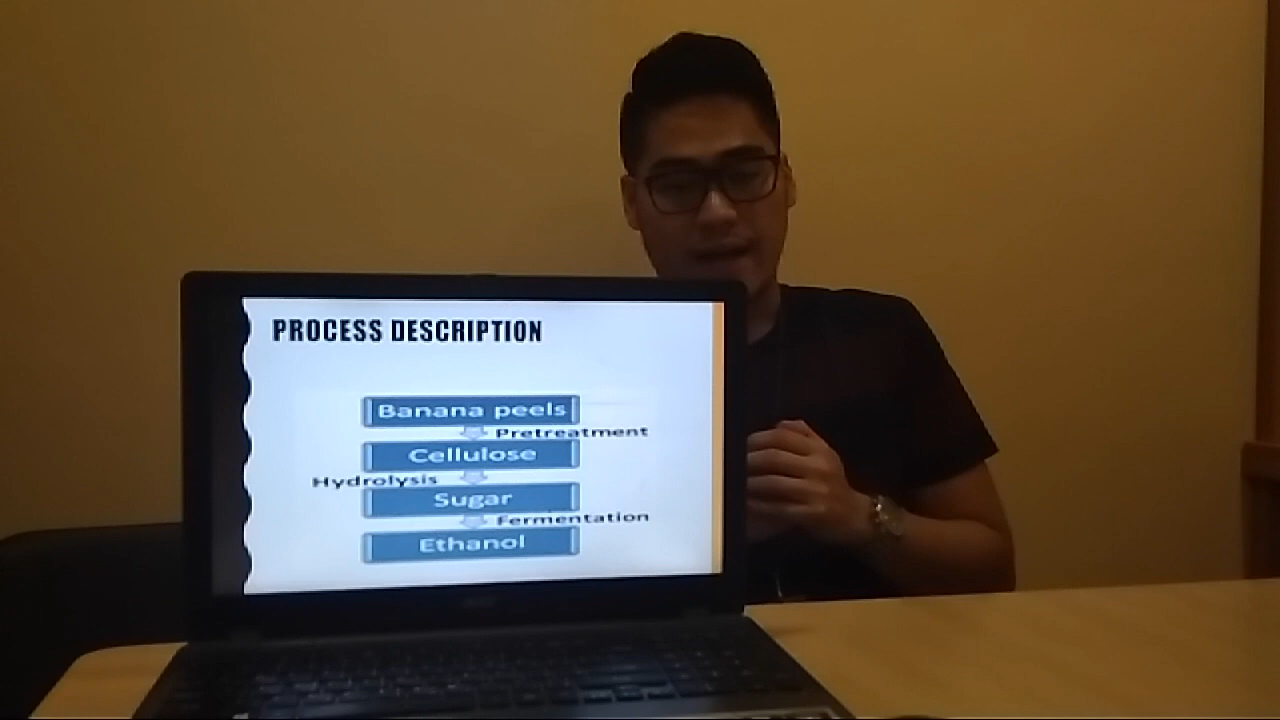 PROCESS DESCRIPTION
Banana peels
Pretreatment
Cellulose
Hydrolysis
Sugar
Fermentation
Ethanol